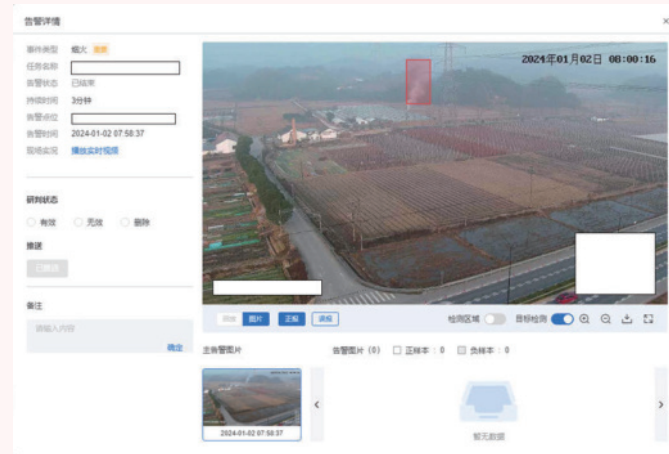 告警详情
事件类型 烟火
任务名称
告警状态 已结束
持续时间 3分钟
告警点位
告警时间 2024-01-02 07:58:37
现场实况 播放实时视频
研判状态
有效 无效 删除
推送
备注
请输入内容
确定
2024年01月02日 08:00:16
图片 正报 误报
检测区域 目标检测
主告警图片 告警图片 (0) 正样本 : 0 负样本 : 0
2024-01-02 07:58:37
暂无数据